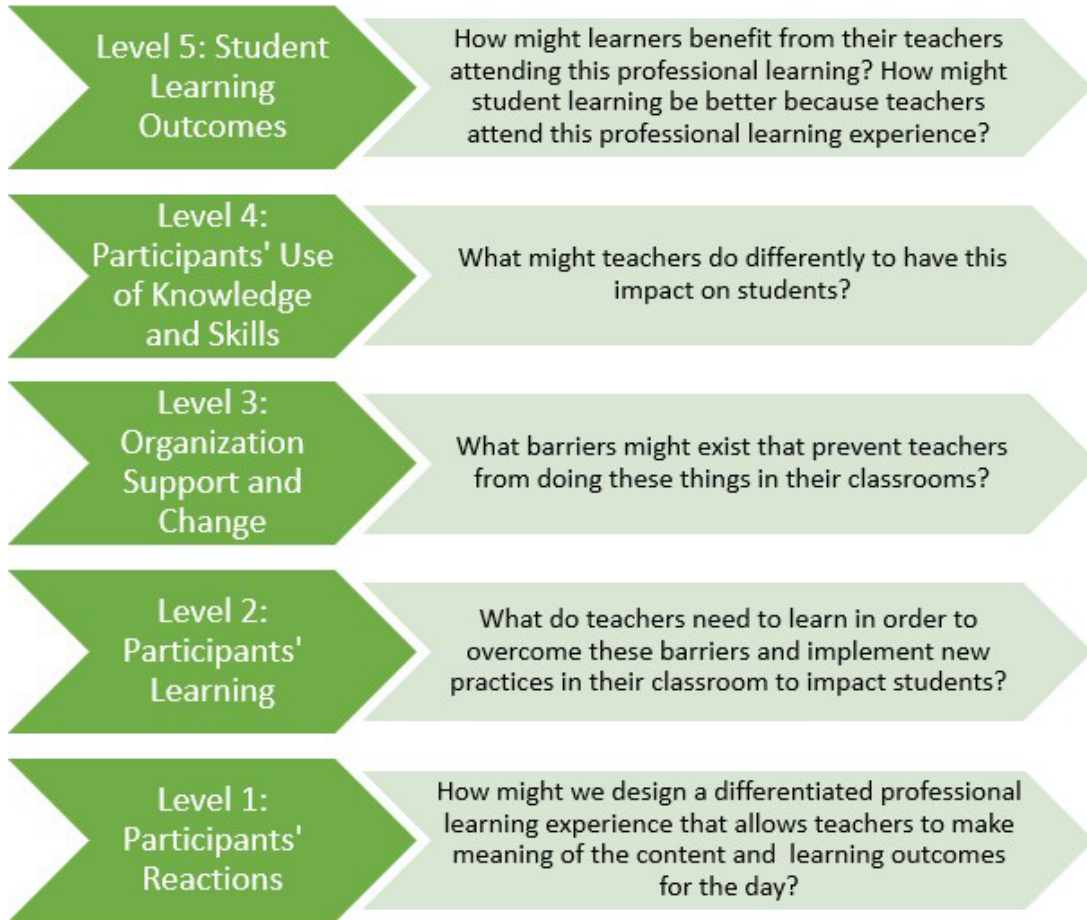 Level 5: Student
Learning
Outcomes
How might learners benefit from their teachers
attending this professional learning? How might
student learning be better because teachers
attend this professional learning experience?
Level 4:
Participants' Use
of Knowledge
and Skills
What might teachers do differently to have this
impact on students?
Level 3:
Organization
Support and
Change
What barriers might exist that prevent teachers
from doing these things in their classrooms?
Level 2:
Participants'
Learning
What do teachers need to learn in order to
overcome these barriers and implement new
practices in their classroom to impact students?
Level 1:
Participants'
Reactions
How might we design a differentiated professional
learning experience that allows teachers to make
meaning of the content and  learning outcomes
for the day?